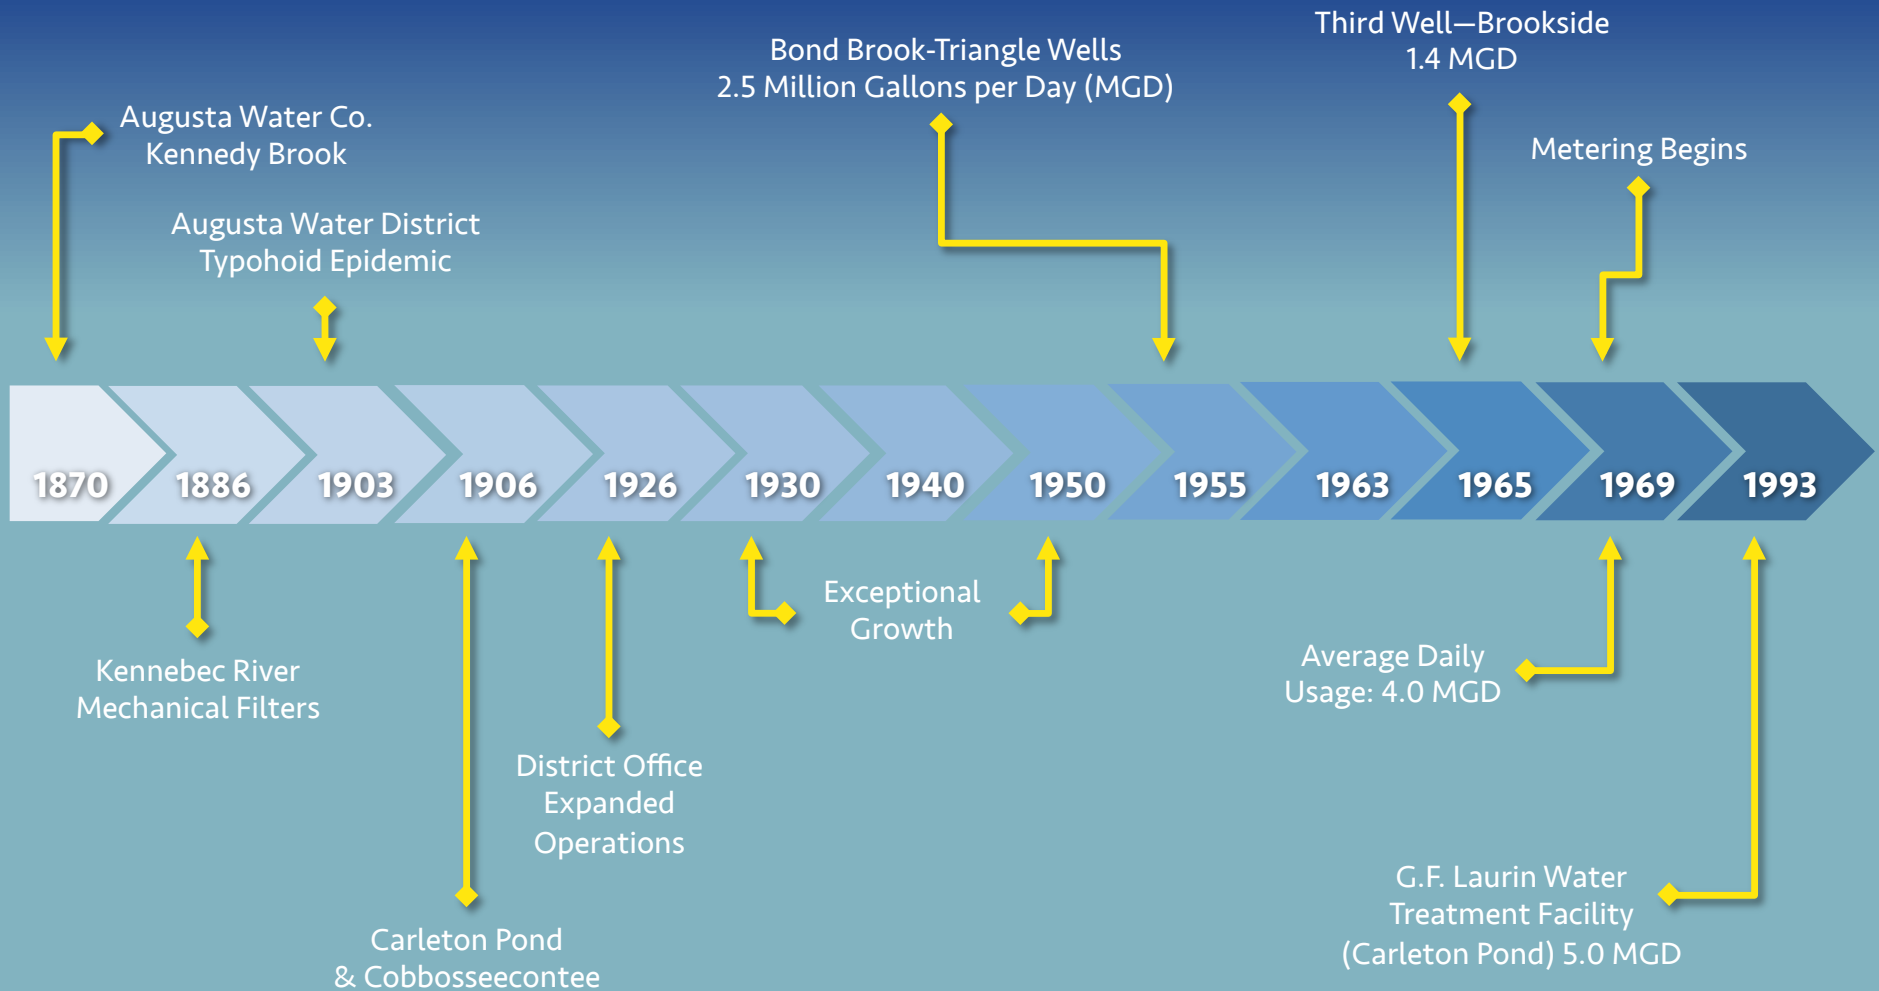 Third Well—Brookside
1.4 MGD
Bond Brook-Triangle Wells
2.5 Million Gallons per Day (MGD)
Augusta Water Co.
Kennedy Brook
Metering Begins
Augusta Water District
Typohoid Epidemic
1870
1886
1903
1906
1926
1930
1940
1950
1955
1963
1965
1969
1993
Exceptional
Growth
Kennebec River
Mechanical Filters
Average Daily
Usage: 4.0 MGD
District Office
Expanded
Operations
G.F. Laurin Water
Treatment Facility
(Carleton Pond) 5.0 MGD
Carleton Pond
& Cobbosseecontee